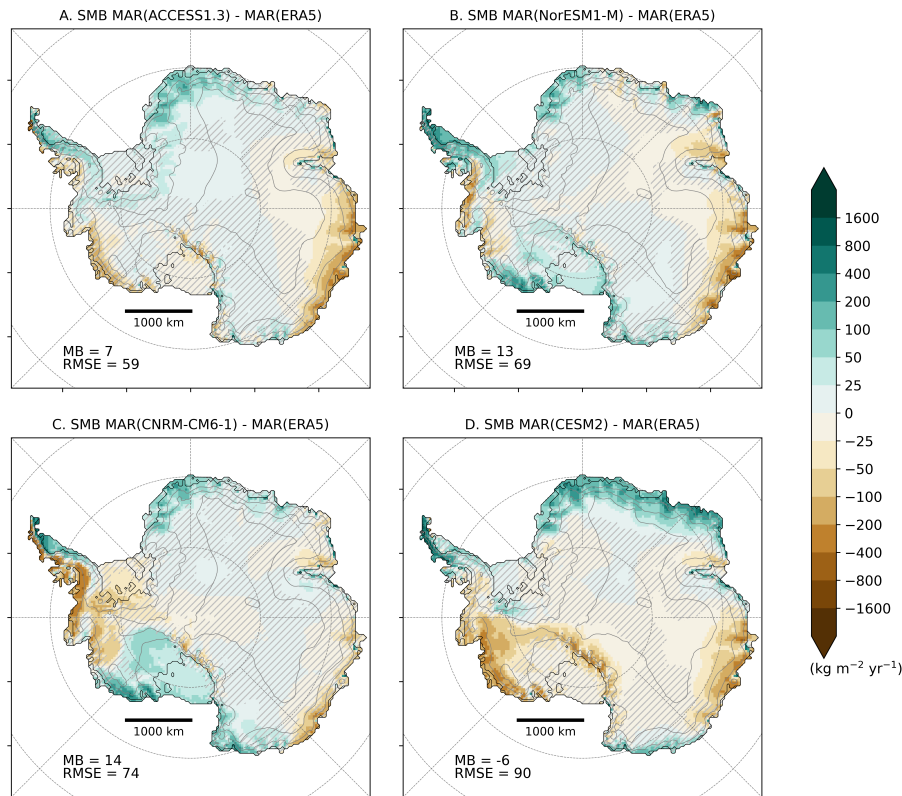 A. SMB MAR(ACCESS1.3) - MAR(ERA5)
1000 km
MB = 7
RMSE = 59
B. SMB MAR(NorESM1-M) - MAR(ERA5)
1000 km
MB = 13
RMSE = 69
C. SMB MAR(CNRM-CM6-1) - MAR(ERA5)
1000 km
MB = 14
RMSE = 74
D. SMB MAR(CESM2) - MAR(ERA5)
1000 km
MB = -6
RMSE = 90
1600
800
400
200
100
50
25
0
−25
−50
−100
−200
−400
−800
−1600
(kg m⁻² yr⁻¹)